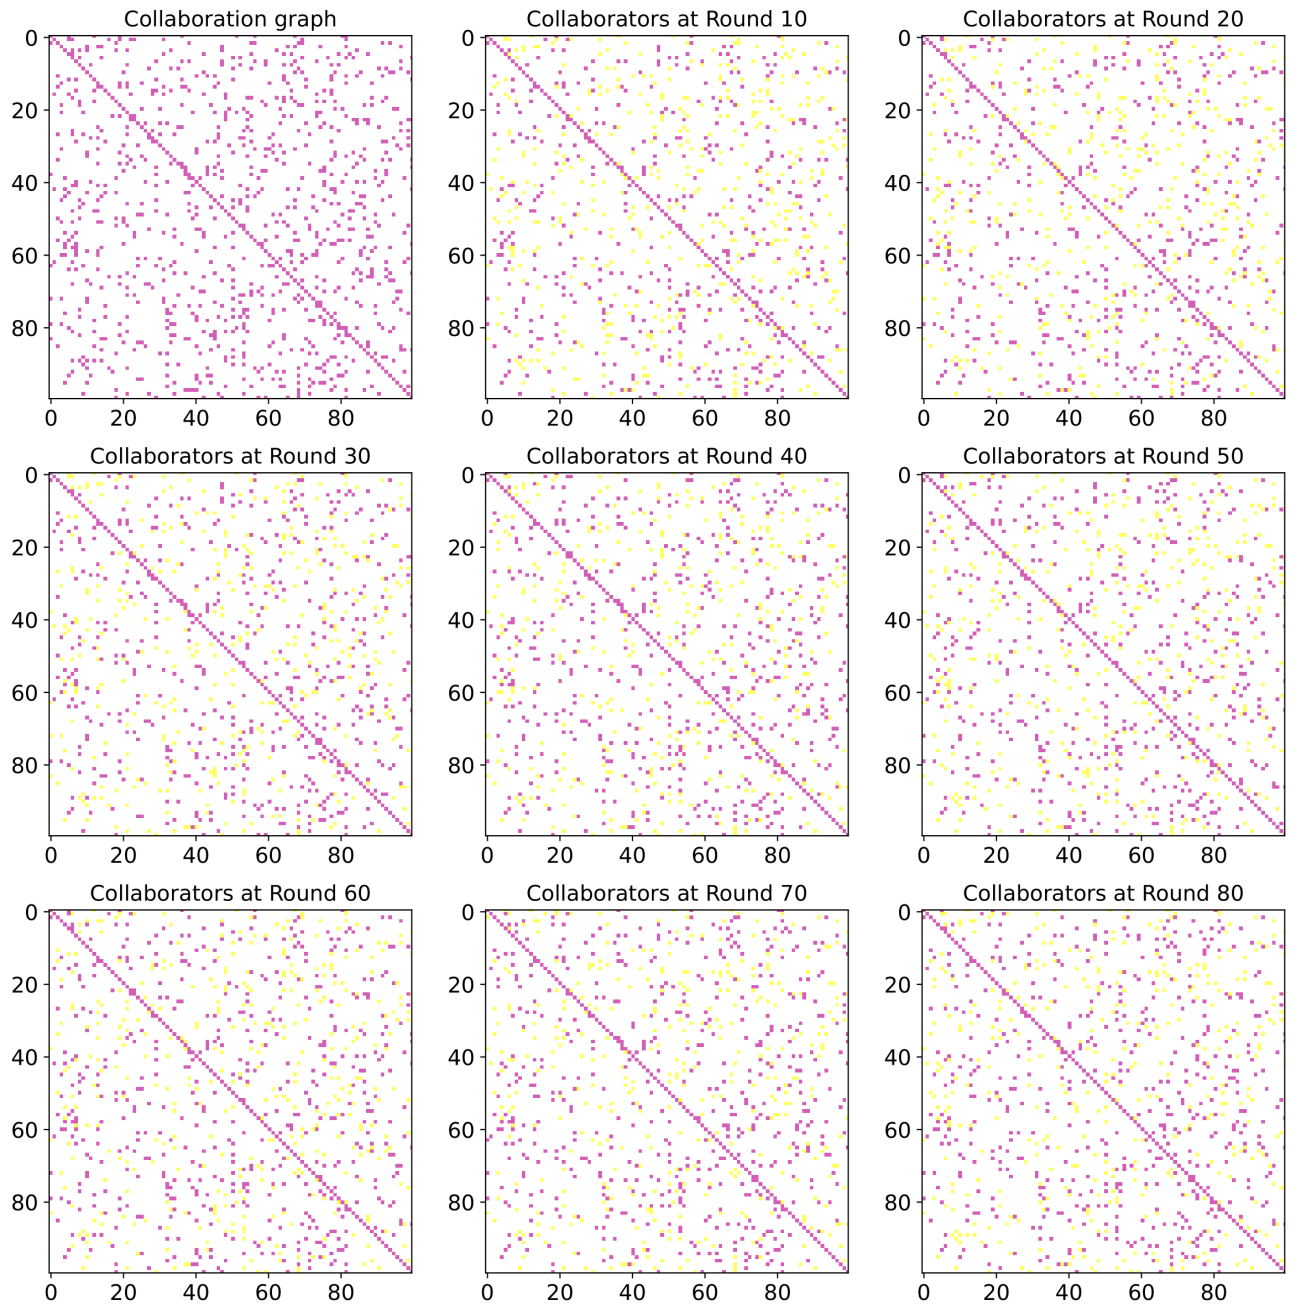 Collaboration graph
Collaborators at Round 10
Collaborators at Round 20
0
20
40
60
80
0 20 40 60 80
0
20
40
60
80
0 20 40 60 80
0
20
40
60
80
0 20 40 60 80
Collaborators at Round 30
Collaborators at Round 40
Collaborators at Round 50
0
20
40
60
80
0 20 40 60 80
0
20
40
60
80
0 20 40 60 80
0
20
40
60
80
0 20 40 60 80
Collaborators at Round 60
Collaborators at Round 70
Collaborators at Round 80
0
20
40
60
80
0 20 40 60 80
0
20
40
60
80
0 20 40 60 80
0
20
40
60
80
0 20 40 60 80